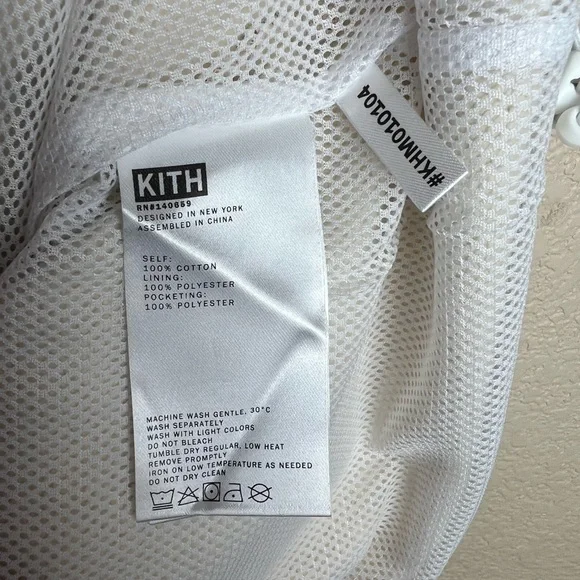 KITH
RN#140659
DESIGNED IN NEW YORK
ASSEMBLED IN CHINA
SELF:
100% COTTON
LINING:
100% POLYESTER
POCKETING:
100% POLYESTER
MACHINE WASH GENTLE, 30°C
WASH SEPARATELY
WASH WITH LIGHT COLORS
DO NOT BLEACH
TUMBLE DRY REGULAR, LOW HEAT
REMOVE PROMPTLY
IRON ON LOW TEMPERATURE AS NEEDED
DO NOT DRY CLEAN
#KHM010104